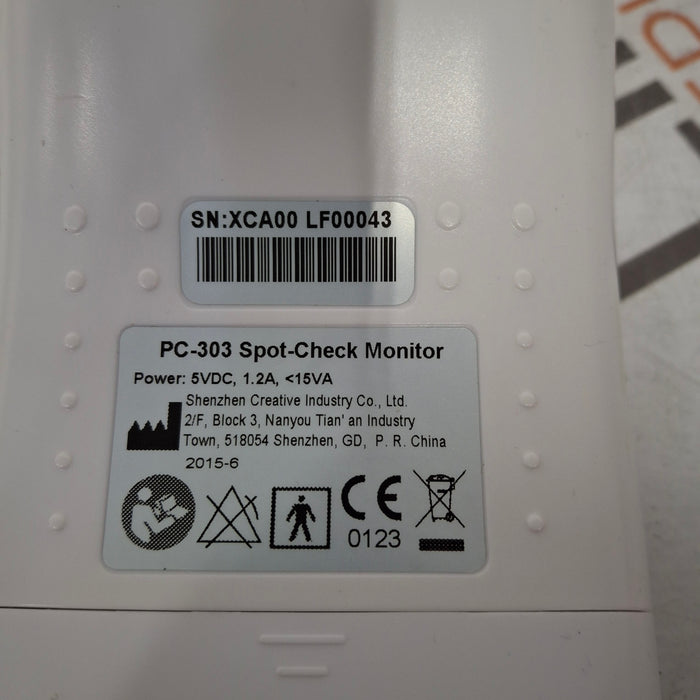 SN:XCA00 LF00043
PC-303 Spot-Check Monitor
Power: 5VDC, 1.2A, <15VA
Shenzhen Creative Industry Co., Ltd.
2/F, Block 3, Nanyou Tian' an Industry
Town, 518054 Shenzhen, GD, P. R. China
2015-6
CE
0123